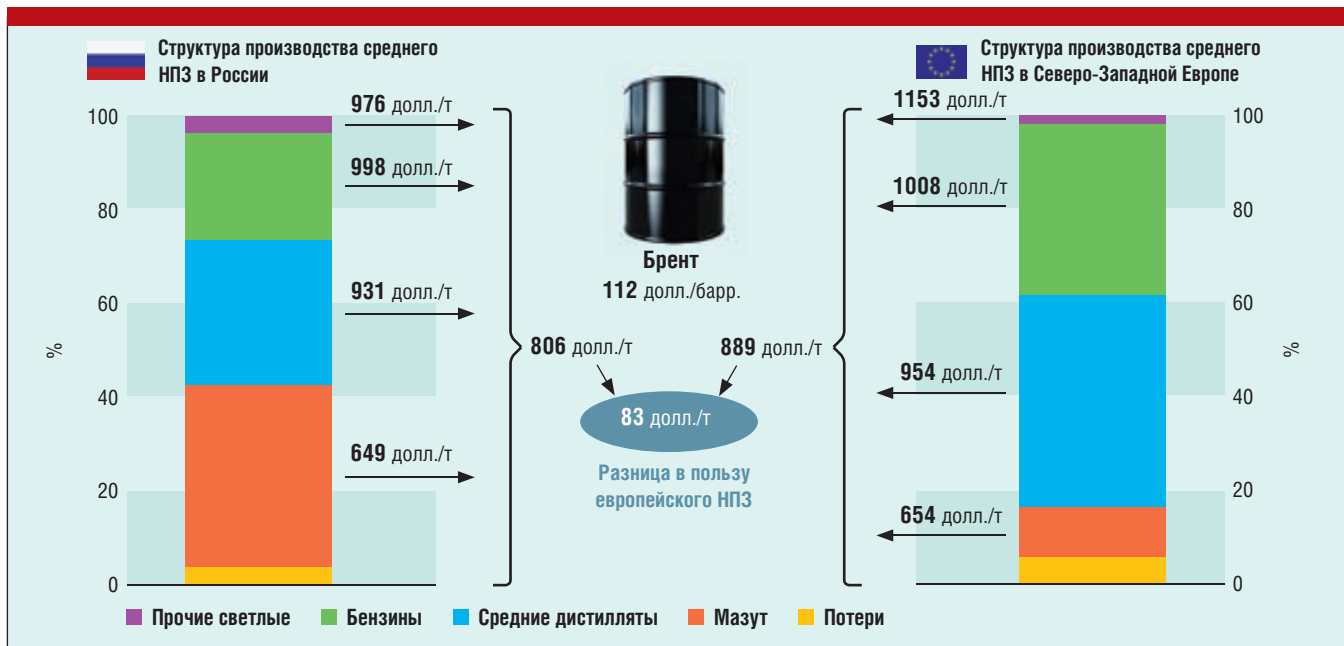 Структура производства среднего
НПЗ в России
%
100
80
60
40
20
0
976 долл./т
998 долл./т
931 долл./т
649 долл./т
Брент
112 долл./барр.
806 долл./т
889 долл./т
83 долл./т
Разница в пользу
европейского НПЗ
Структура производства среднего
НПЗ в Северо-Западной Европе
1153 долл./т
1008 долл./т
954 долл./т
654 долл./т
100
80
60
40
20
0
%
Прочие светлые
Бензины
Средние дистилляты
Мазут
Потери